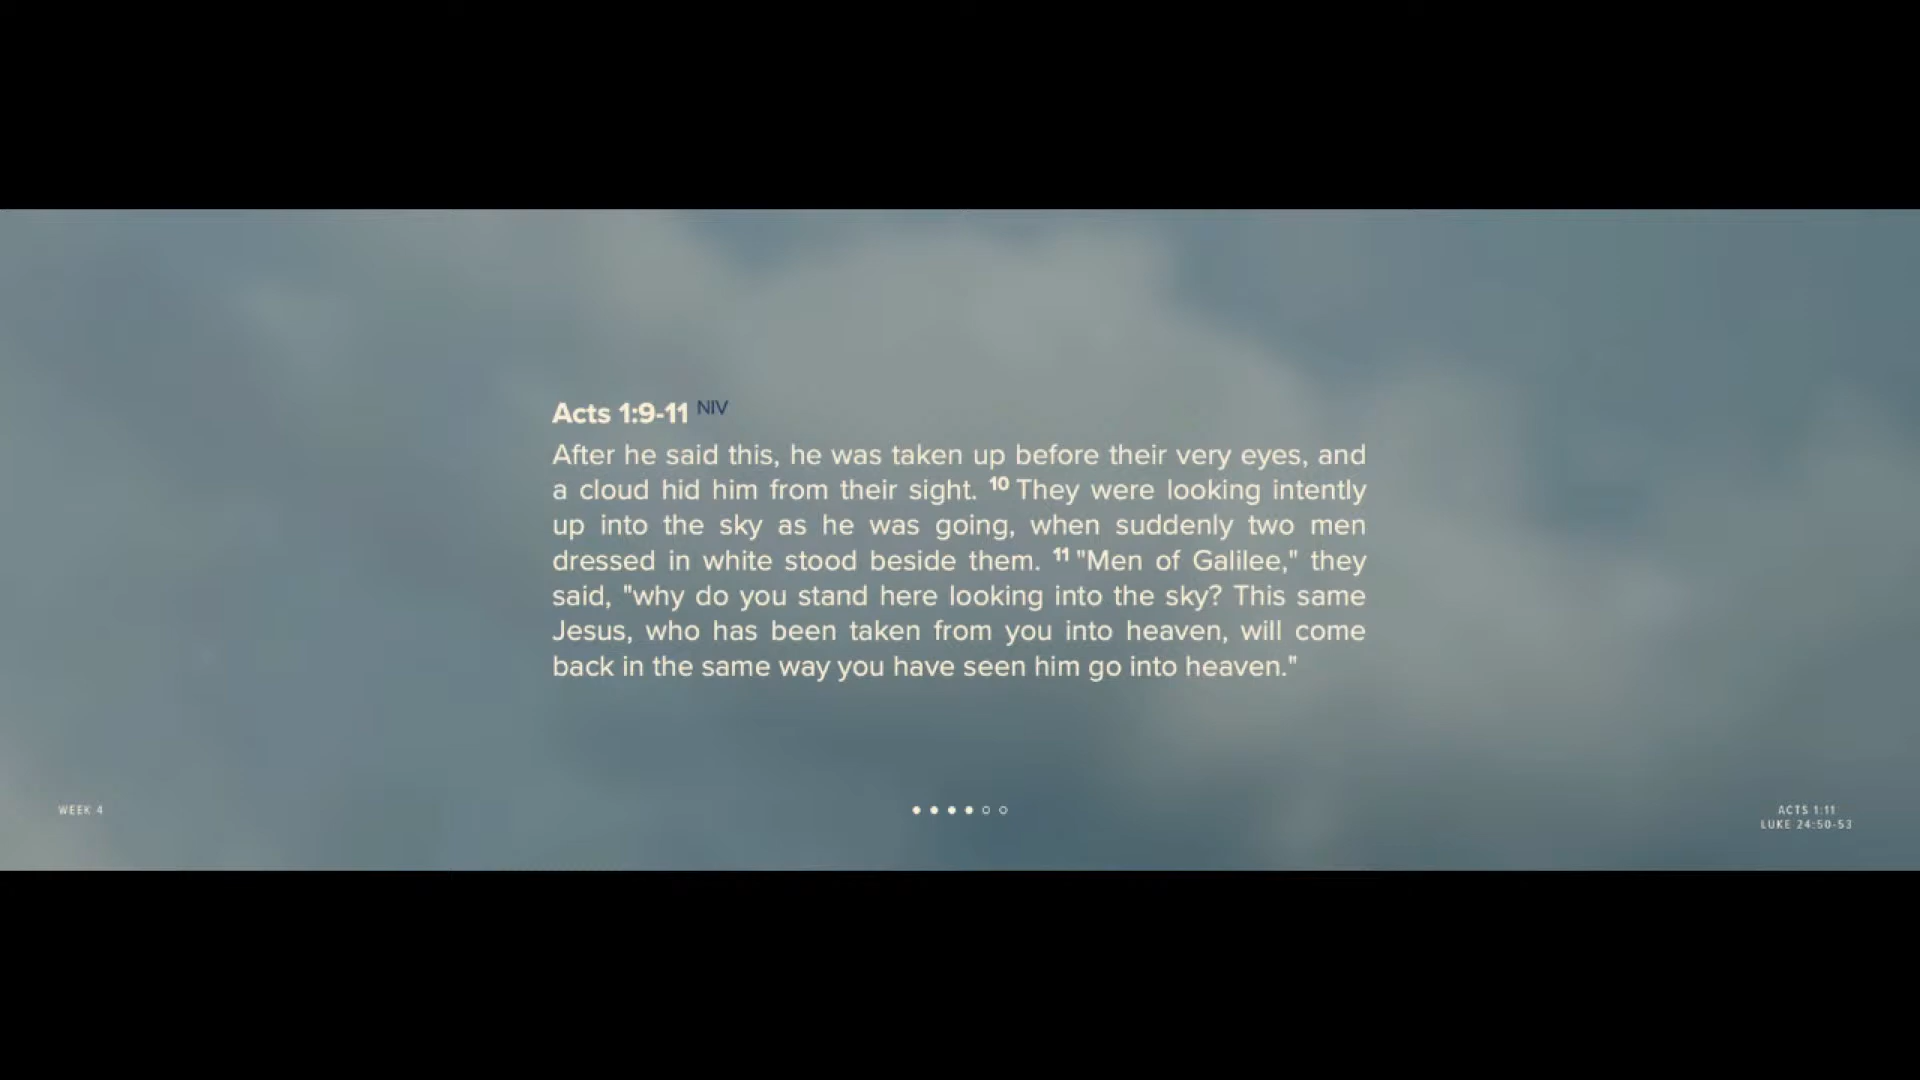 Acts 1:9-11 NIV
After he said this, he was taken up before their very eyes, and
a cloud hid him from their sight. 10 They were looking intently
up into the sky as he was going, when suddenly two men
dressed in white stood beside them. 11 "Men of Galilee," they
said, "why do you stand here looking into the sky? This same
Jesus, who has been taken from you into heaven, will come
back in the same way you have seen him go into heaven."
WEEK 4
ACTS 1:11
LUKE 24:50-53